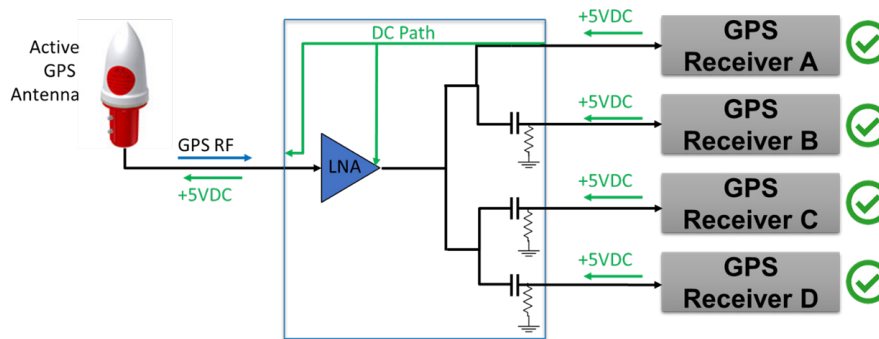 Active
GPS
Antenna
GPS RF
+5VDC
DC Path
LNA
+5VDC
GPS
Receiver A
+5VDC
GPS
Receiver B
+5VDC
GPS
Receiver C
+5VDC
GPS
Receiver D